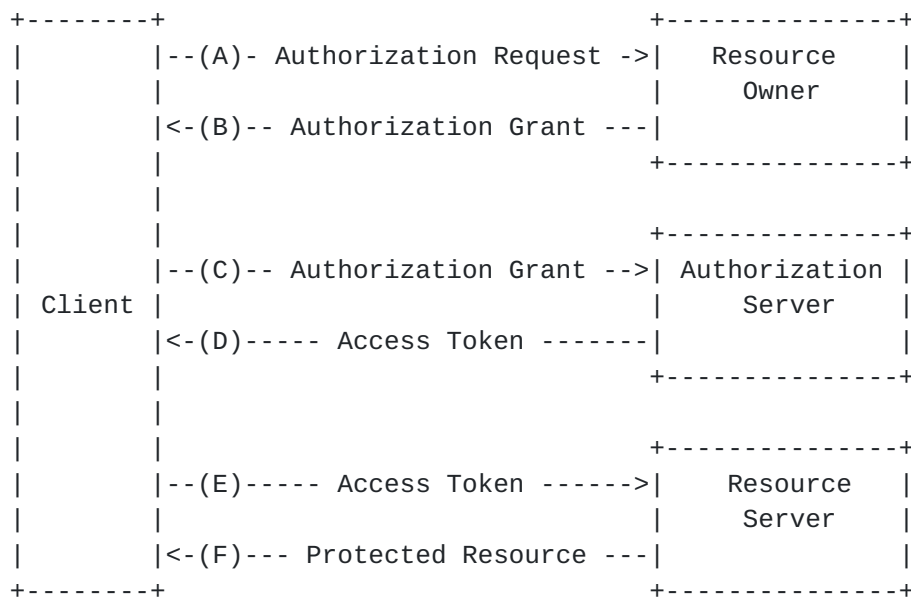 +--------+                               +---------------+
|        |--(A)- Authorization Request ->|   Resource    |
|        |                               |     Owner     |
|        |<-(B)-- Authorization Grant ---|               |
|        |                               +---------------+
|        |
|        |                               +---------------+
|        |--(C)-- Authorization Grant -->| Authorization |
| Client |                               |     Server    |
|        |<-(D)----- Access Token -------|               |
|        |                               +---------------+
|        |
|        |                               +---------------+
|        |--(E)----- Access Token ------>|    Resource   |
|        |                               |     Server    |
|        |<-(F)--- Protected Resource ---|               |
+--------+                               +---------------+